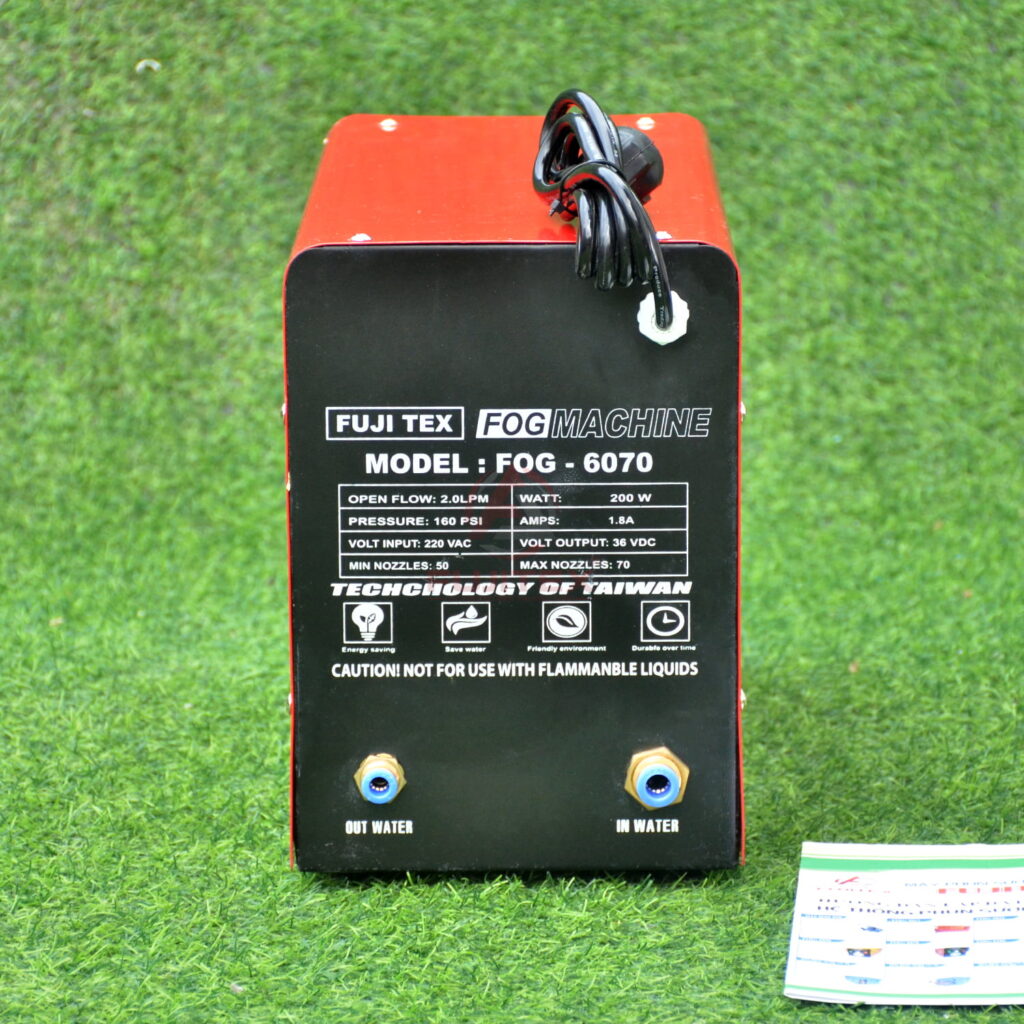 FUJI TEX FOGMACHINE
MODEL : FOG - 6070
OPEN FLOW: 2.0LPM WATT: 200 W
PRESSURE: 160 PSI AMPS: 1.8A
VOLT INPUT: 220 VAC VOLT OUTPUT: 36 VDC
MIN NOZZLES: 50 MAX NOZZLES: 70
TECHCHOLOGY OF TAIWAN
Energy saving Save water Friendly environment Durable over time
CAUTION! NOT FOR USE WITH FLAMMANBLE LIQUIDS
OUT WATER IN WATER